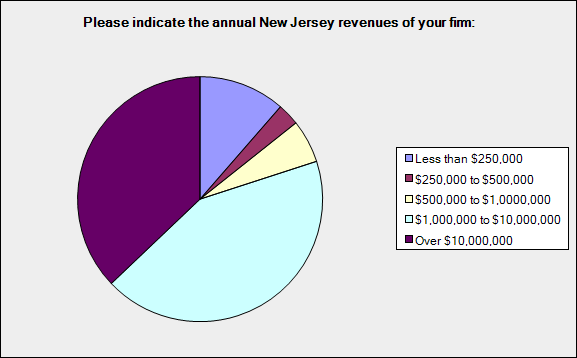 Please indicate the annual New Jersey revenues of your firm:
Less than $250,000
$250,000 to $500,000
$500,000 to $1,0000,000
$1,000,000 to $10,000,000
Over $10,000,000